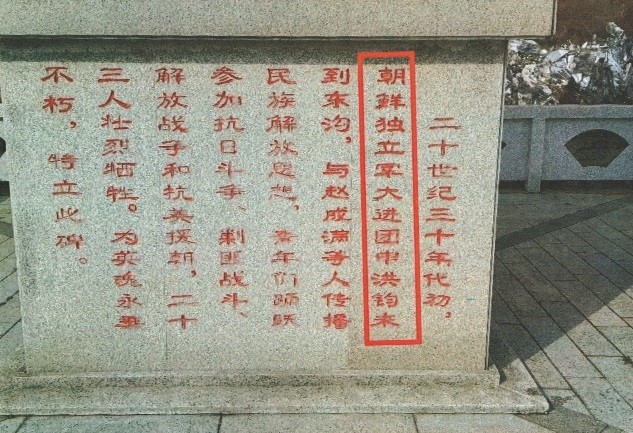 二十世纪三十年代初，
朝鲜独立军大进团申洪钧来
到东沟，与赵成满等人传播
民族解放思想，青年们踊跃
参加抗日斗争、剿匪战斗、
解放战争和抗美援朝，二十
三人壮烈牺牲。为英魂永垂
不朽，特立此碑。